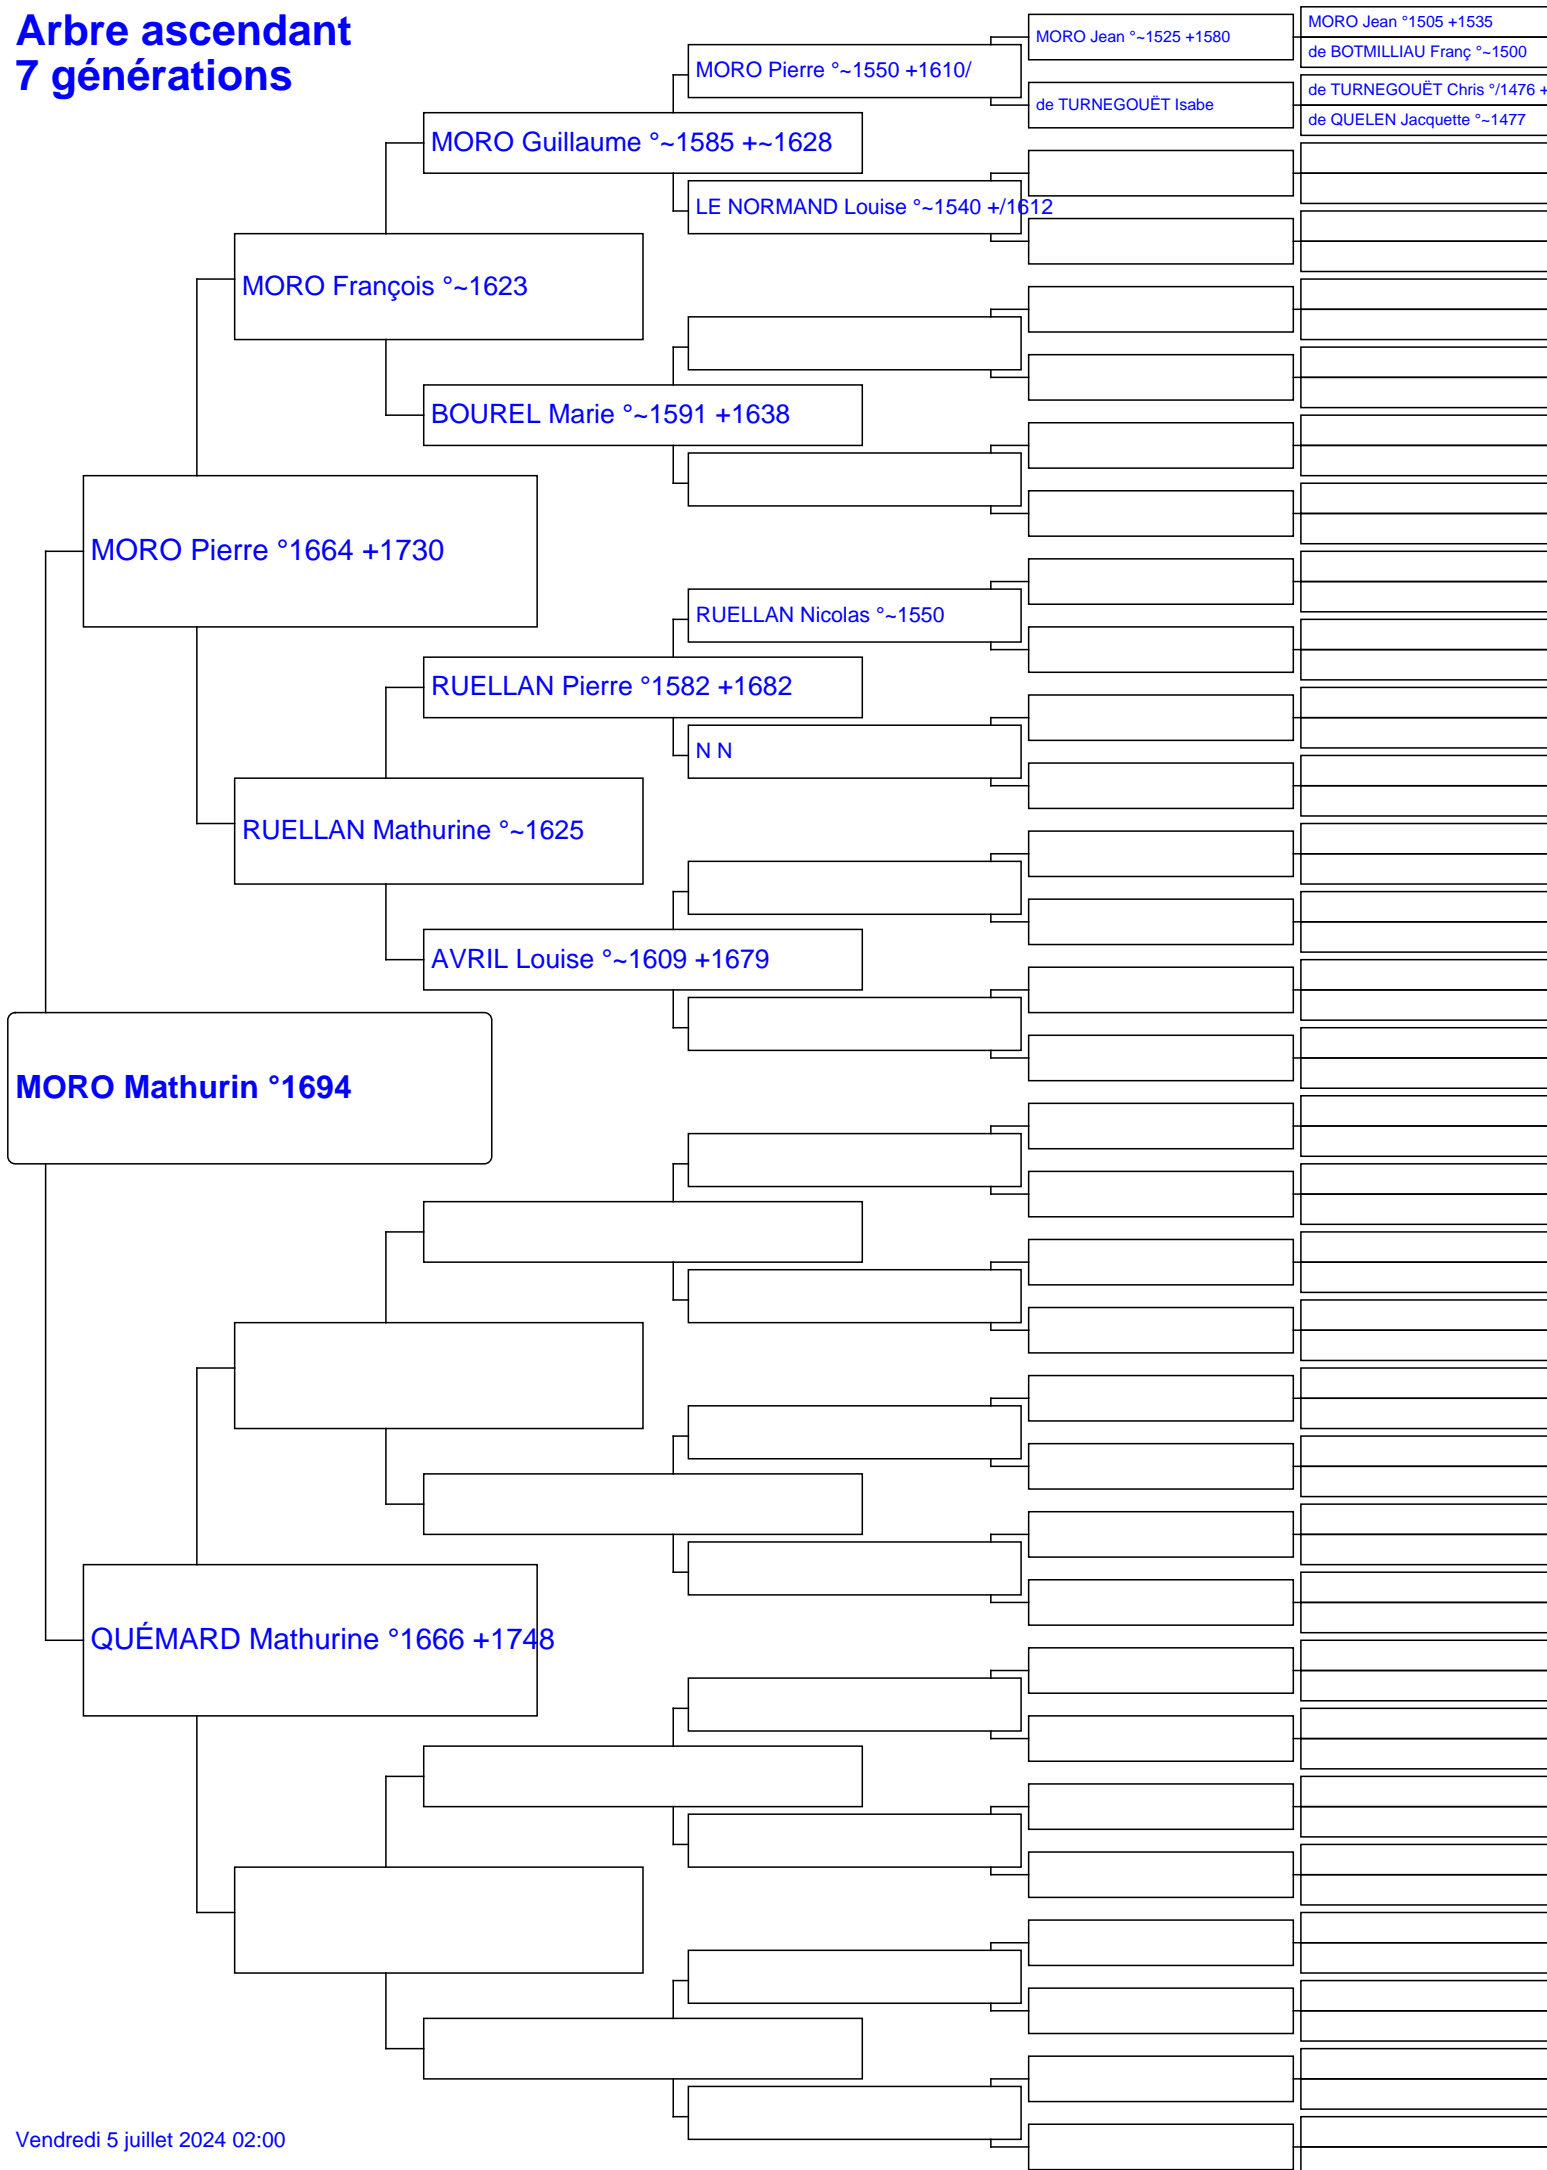 Arbre ascendant
7 générations
MORO Jean °1505 +1535
MORO Jean °~1525 +1580
de BOTMILLIAU Franç °~1500
MORO Pierre °~1550 +1610/
de TURNEGOUËT Chris °/1476 +
de TURNEGOUËT Isabe
de QUELEN Jacquette °~1477
MORO Guillaume °~1585 +~1628
LE NORMAND Louise °~1540 +/1612
MORO François °~1623
BOUREL Marie °~1591 +1638
MORO Pierre °1664 +1730
RUELLAN Nicolas °~1550
RUELLAN Pierre °1582 +1682
N N
RUELLAN Mathurine °~1625
AVRIL Louise °~1609 +1679
MORO Mathurin °1694
QUÉMARD Mathurine °1666 +1748
Vendredi 5 juillet 2024 02:00